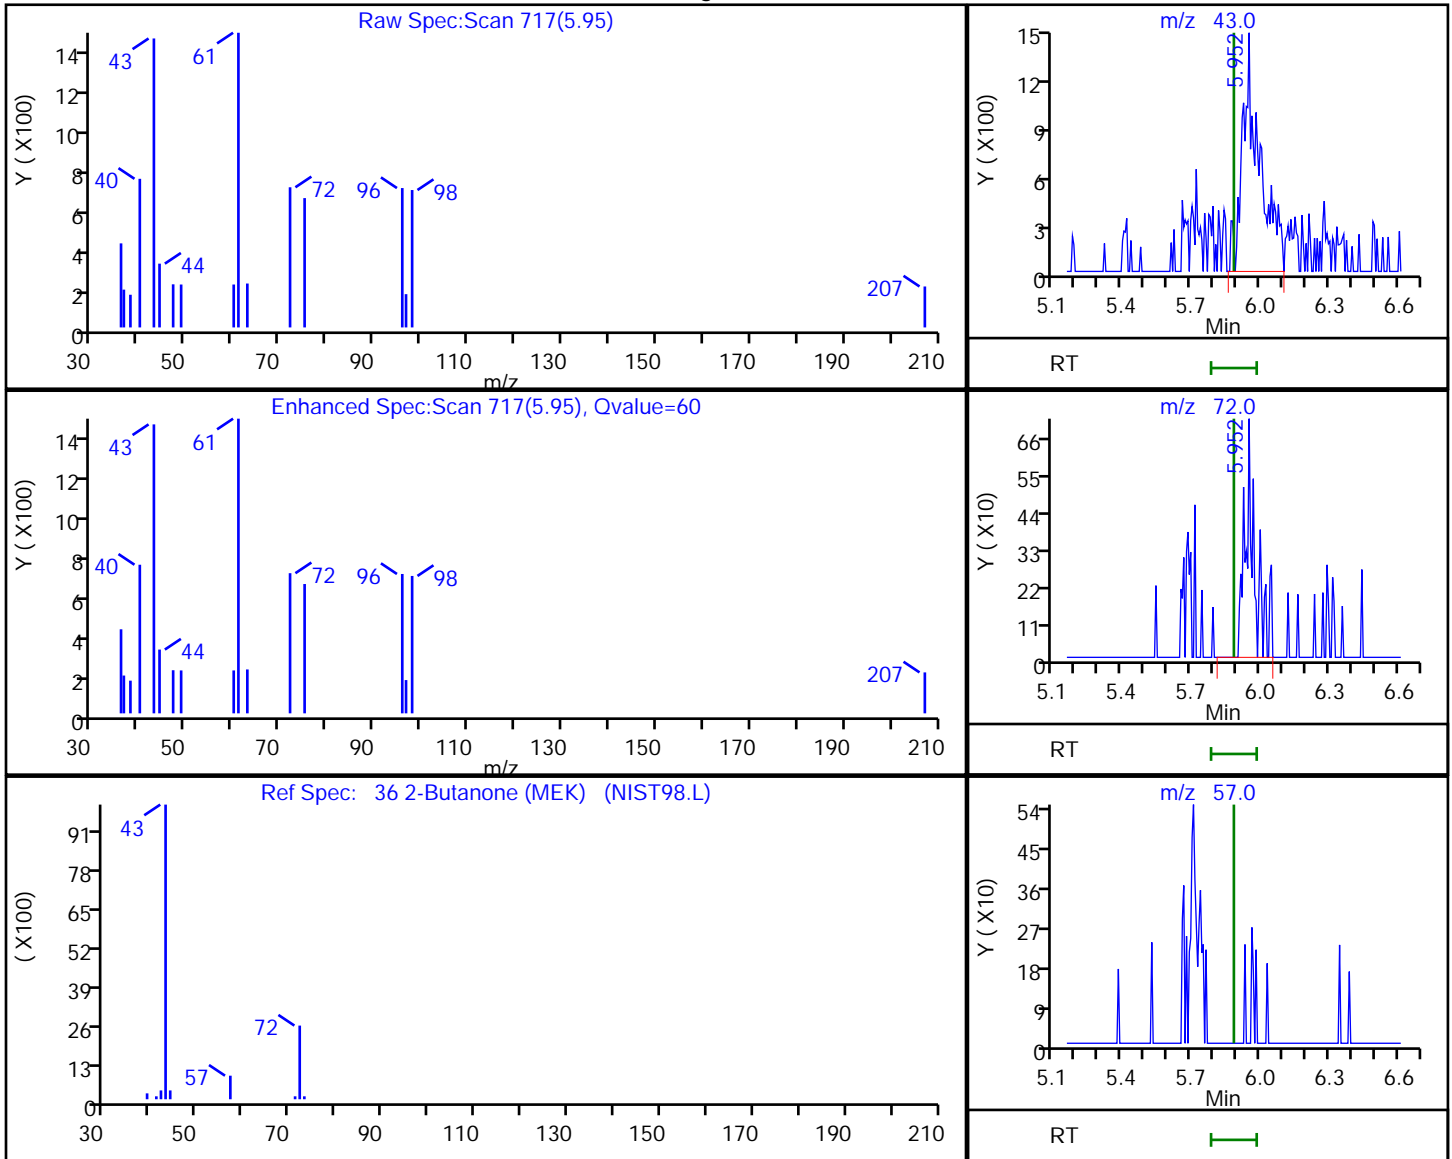 Raw Spec:Scan 717(5.95)
Y ( X100)
14
12
10
8
6
4
2
0
43
61
40
44
72
96
98
207
30 50 70 90 110 130 150 170 190 210
m/z
m/z 43.0
Y ( X100)
15
12
9
6
3
0
5.952
5.1 5.4 5.7 6.0 6.3 6.6
Min
RT
Enhanced Spec:Scan 717(5.95), Qvalue=60
Y ( X100)
14
12
10
8
6
4
2
0
43
61
40
44
72
96
98
207
30 50 70 90 110 130 150 170 190 210
m/z
m/z 72.0
Y ( X10)
66
55
44
33
22
11
0
5.952
5.1 5.4 5.7 6.0 6.3 6.6
Min
RT
Ref Spec: 36 2-Butanone (MEK) (NIST98.L)
( X100)
91
78
65
52
39
26
13
0
43
57
72
30 50 70 90 110 130 150 170 190 210
m/z 57.0
Y ( X10)
54
45
36
27
18
9
0
5.1 5.4 5.7 6.0 6.3 6.6
Min
RT